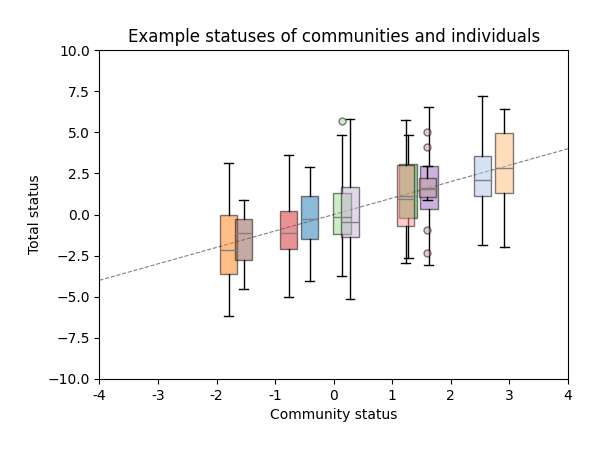 Example statuses of communities and individuals
10.0
7.5
5.0
2.5
0.0
−2.5
−5.0
−7.5
−10.0
Total status
-4 -3 -2 -1 0 1 2 3 4
Community status